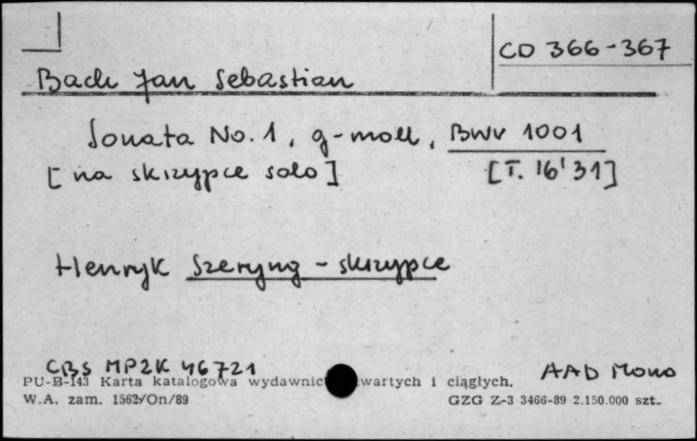 CD 366-367
Bach Jan Sebastian
Sonata No. 1, g-moll, BWV 1001
[na skrzypce solo] [T. 16'31]
Henryk Szeryng - skrzypce
CBS MP2K 46721 AAD Mono
PU-B-143 Karta katalogowa wydawnic wartych i ciągłych.
W.A. zam. 1562/On/89 GZG Z-3 3466-89 2.150.000 szt.